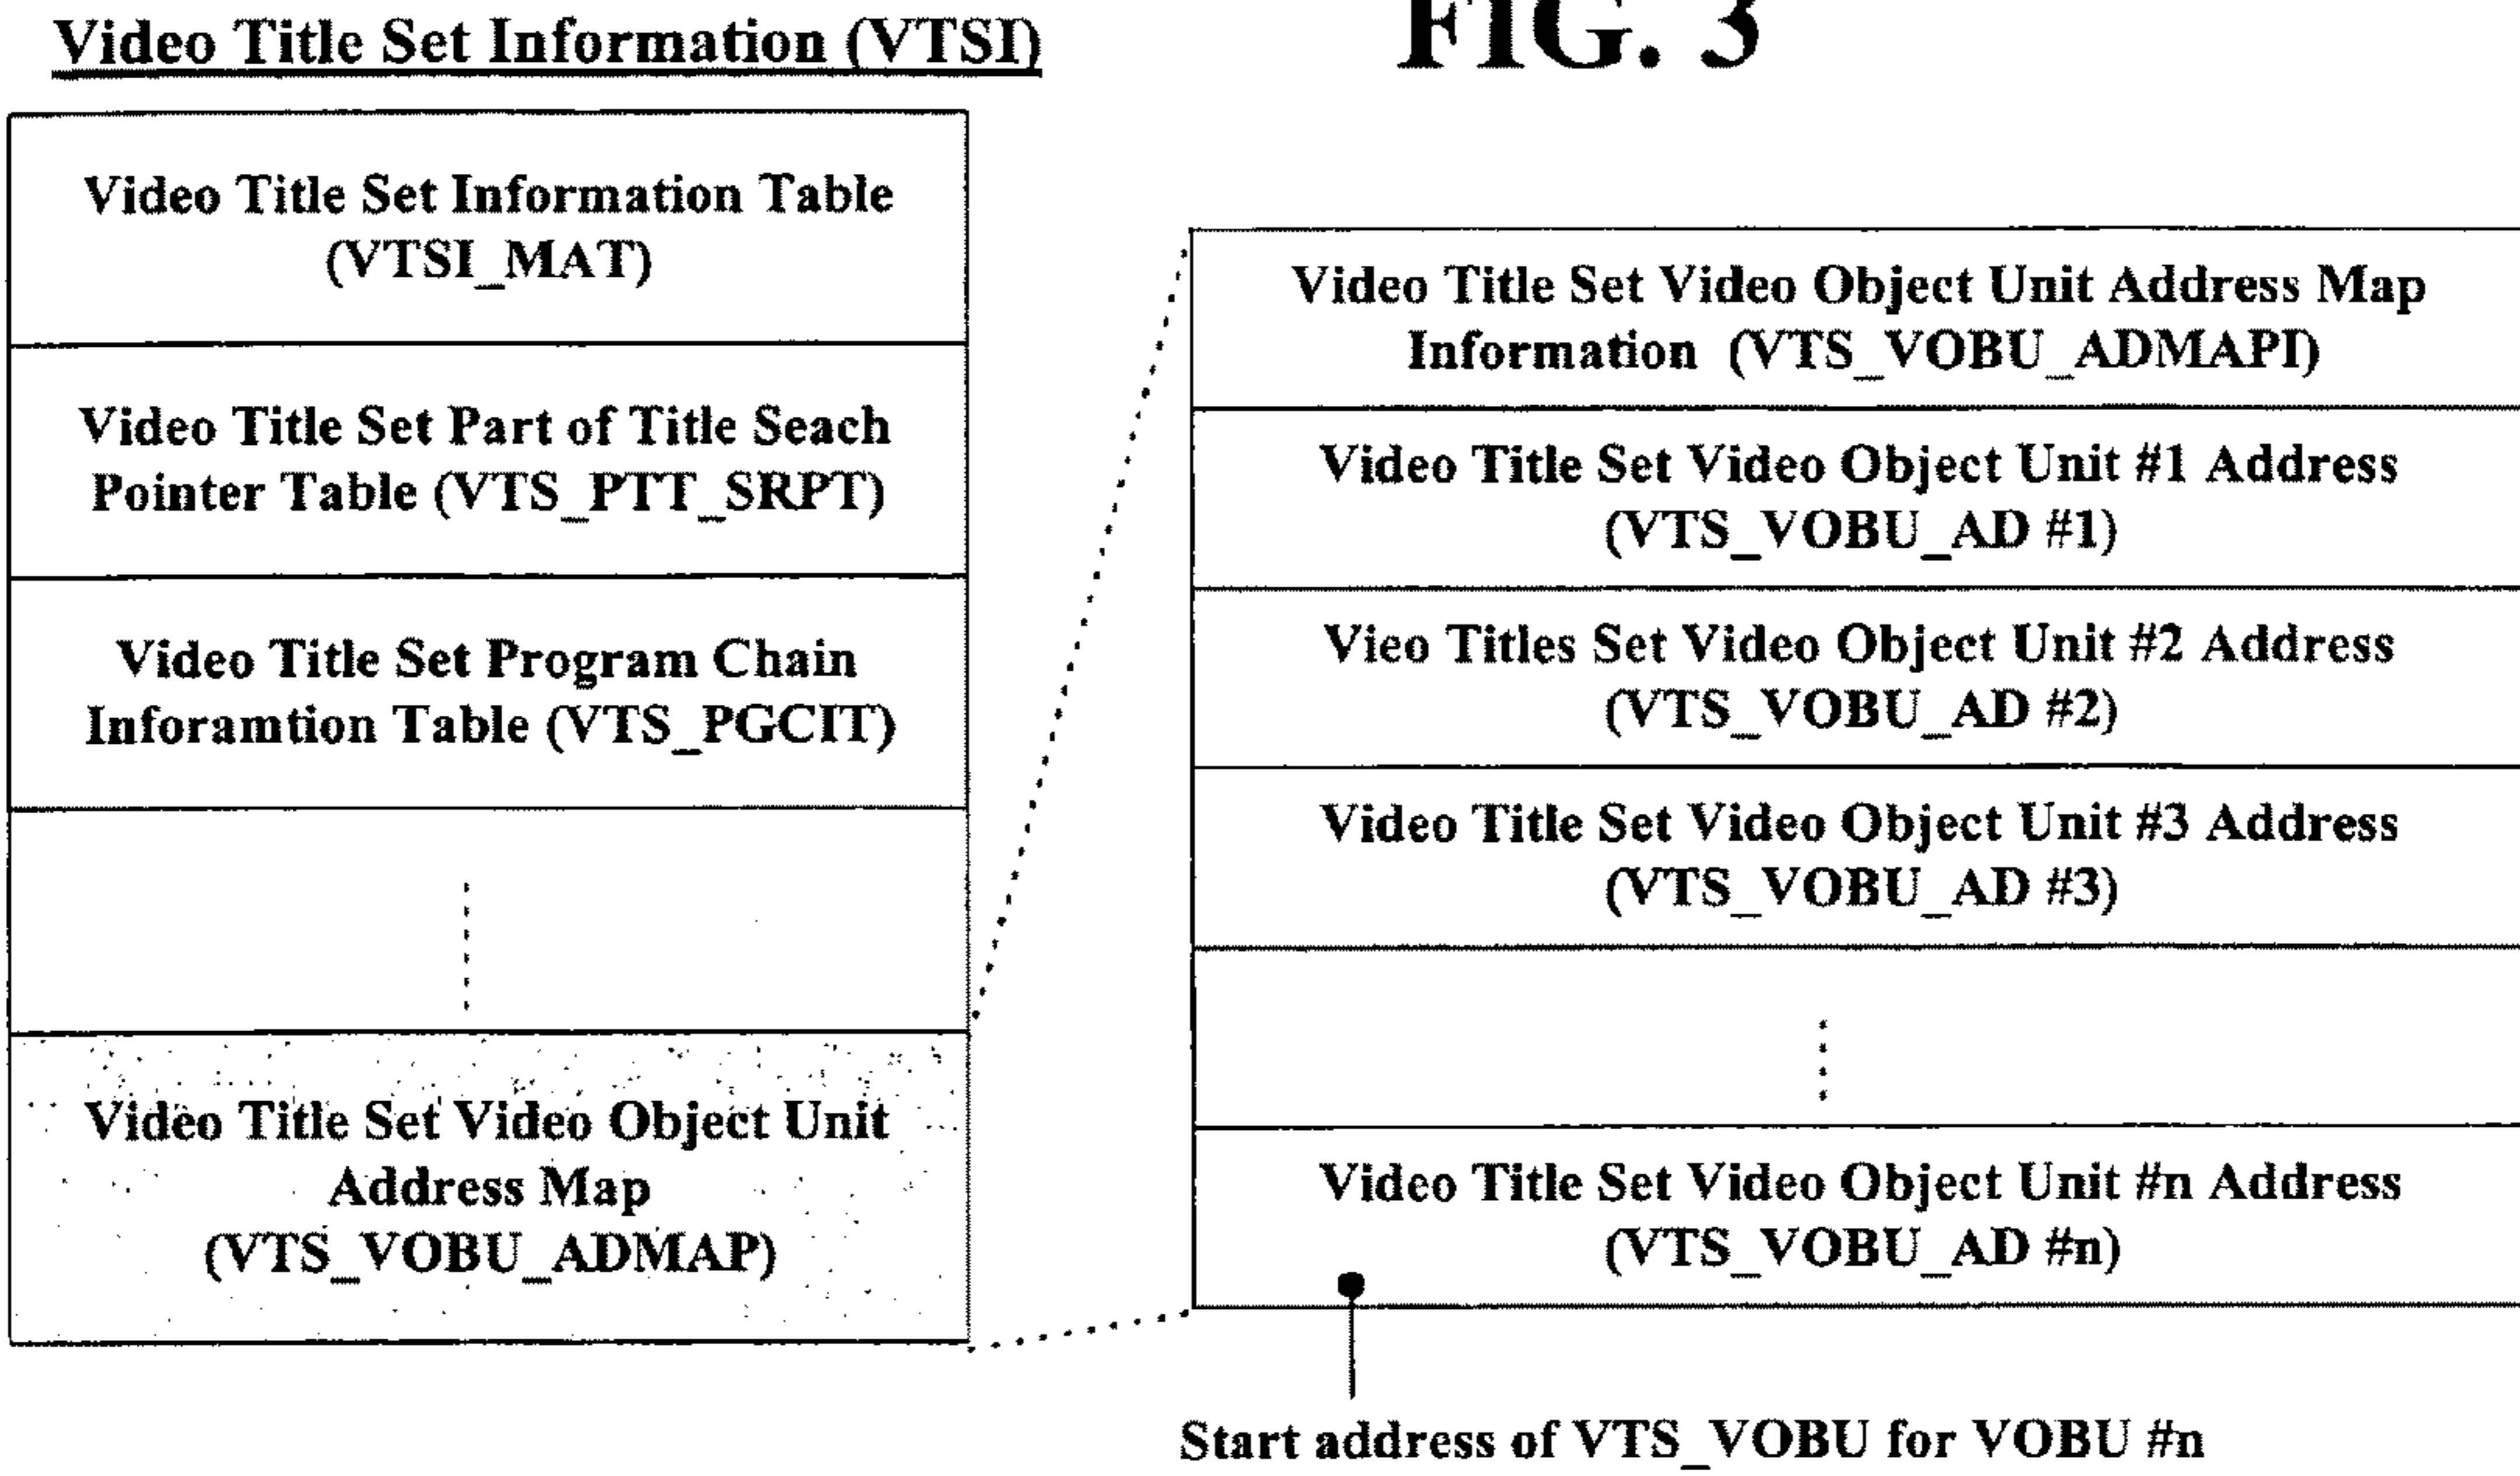 FIG. 3
Video Title Set Information (VTSI)
Video Title Set Information Table
(VTSI_MAT)
Video Title Set Part of Title Seach
Pointer Table (VTS_PTT_SRPT)
Video Title Set Program Chain
Inforamtion Table (VTS_PGCIT)
Video Title Set Video Object Unit
Address Map
(VTS_VOBU_ADMAP)
Video Title Set Video Object Unit Address Map
Information (VTS_VOBU_ADMAPI)
Video Title Set Video Object Unit #1 Address
(VTS_VOBU_AD #1)
Vieo Titles Set Video Object Unit #2 Address
(VTS_VOBU_AD #2)
Video Title Set Video Object Unit #3 Address
(VTS_VOBU_AD #3)
Video Title Set Video Object Unit #n Address
(VTS_VOBU_AD #n)
Start address of VTS_VOBU for VOBU #n